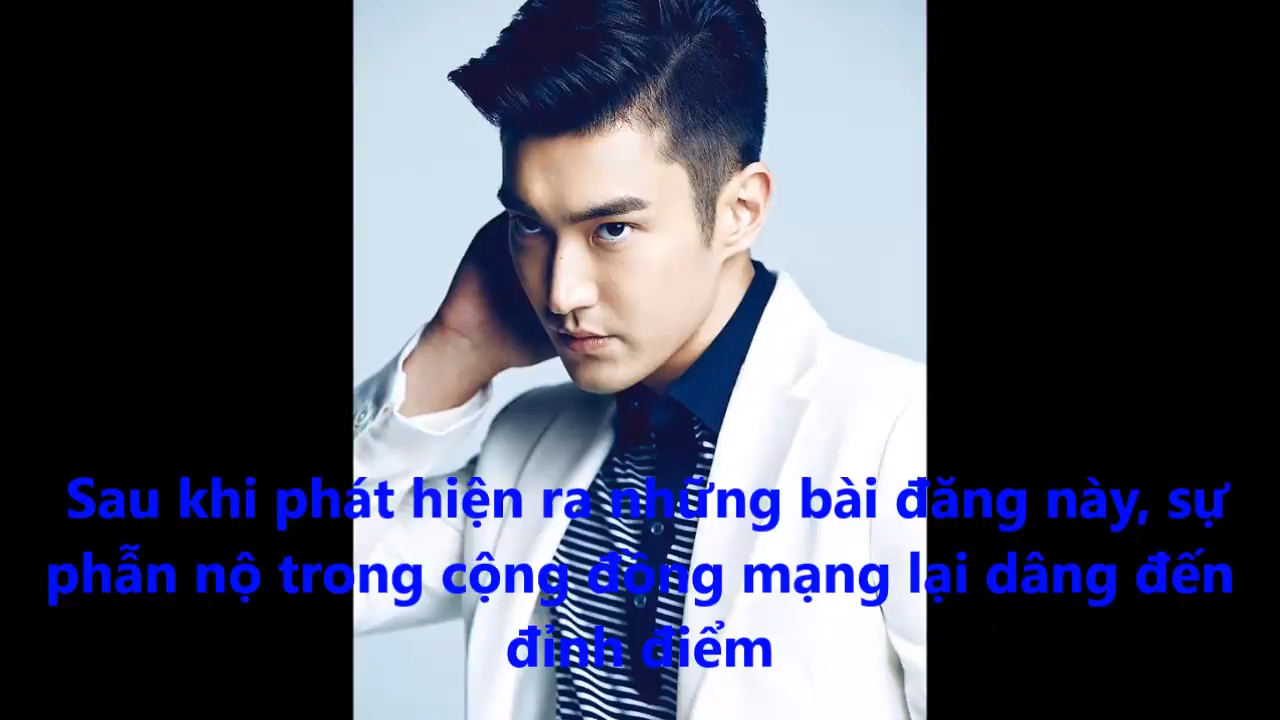 Sau khi phát hiện ra những bài đăng này, sự
phẫn nộ trong cộng đồng mạng lại dâng đến
đỉnh điểm